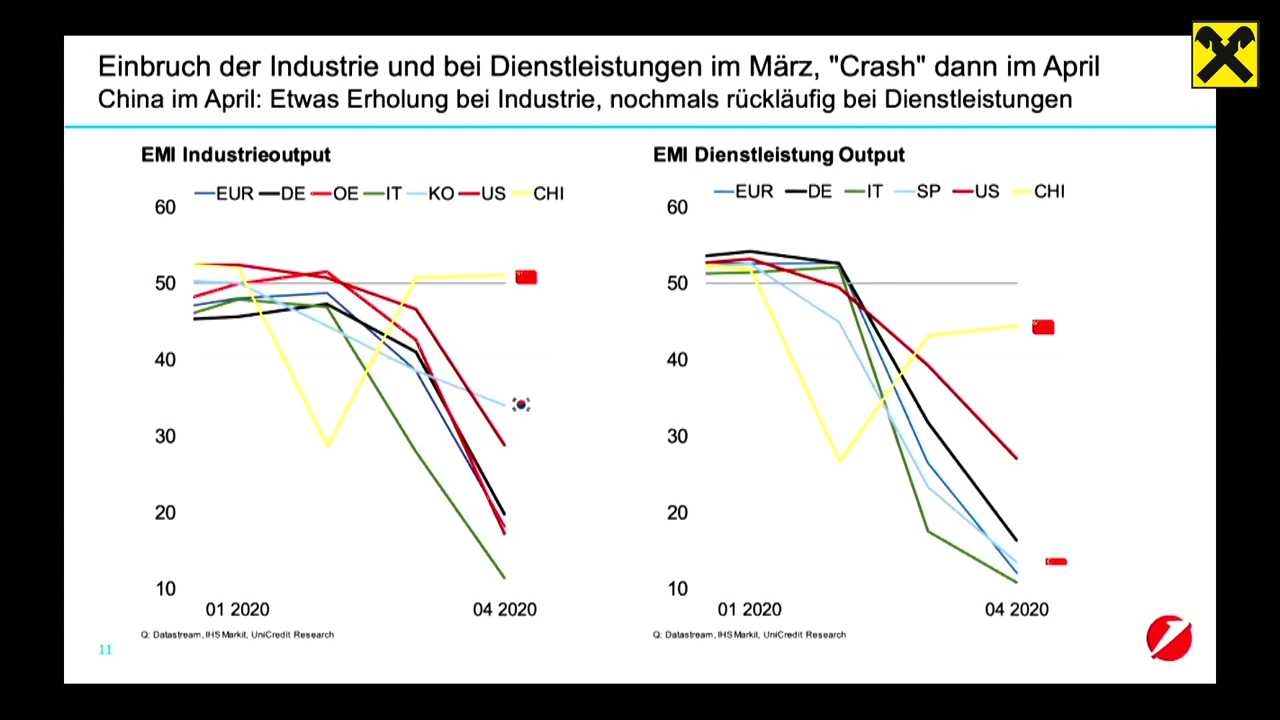 Einbruch der Industrie und bei Dienstleistungen im März, "Crash" dann im April
China im April: Etwas Erholung bei Industrie, nochmals rückläufig bei Dienstleistungen
EMI Industrieoutput
EUR DE OE IT KO US CHI
60
50
40
30
20
10
01 2020 04 2020
Q: Datastream, IHS Markit, UniCredit Research
EMI Dienstleistung Output
EUR DE IT SP US CHI
60
50
40
30
20
10
01 2020 04 2020
Q: Datastream, IHS Markit, UniCredit Research
11